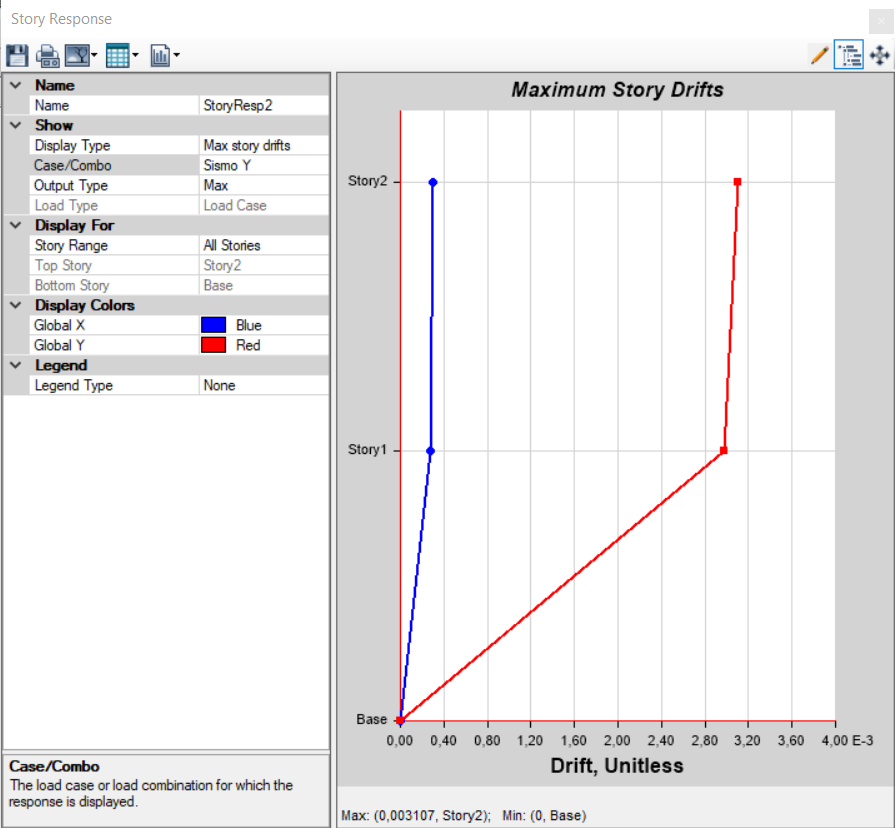 Story Response
Name
Name StoryResp2
Show
Display Type Max story drifts
Case/Combo Sismo Y
Output Type Max
Load Type Load Case
Display For
Story Range All Stories
Top Story Story2
Bottom Story Base
Display Colors
Global X Blue
Global Y Red
Legend
Legend Type None
Case/Combo
The load case or load combination for which the
response is displayed.
Maximum Story Drifts
Story2
Story1
Base
0,00 0,40 0,80 1,20 1,60 2,00 2,40 2,80 3,20 3,60 4,00 E-3
Drift, Unitless
Max: (0,003107, Story2); Min: (0, Base)